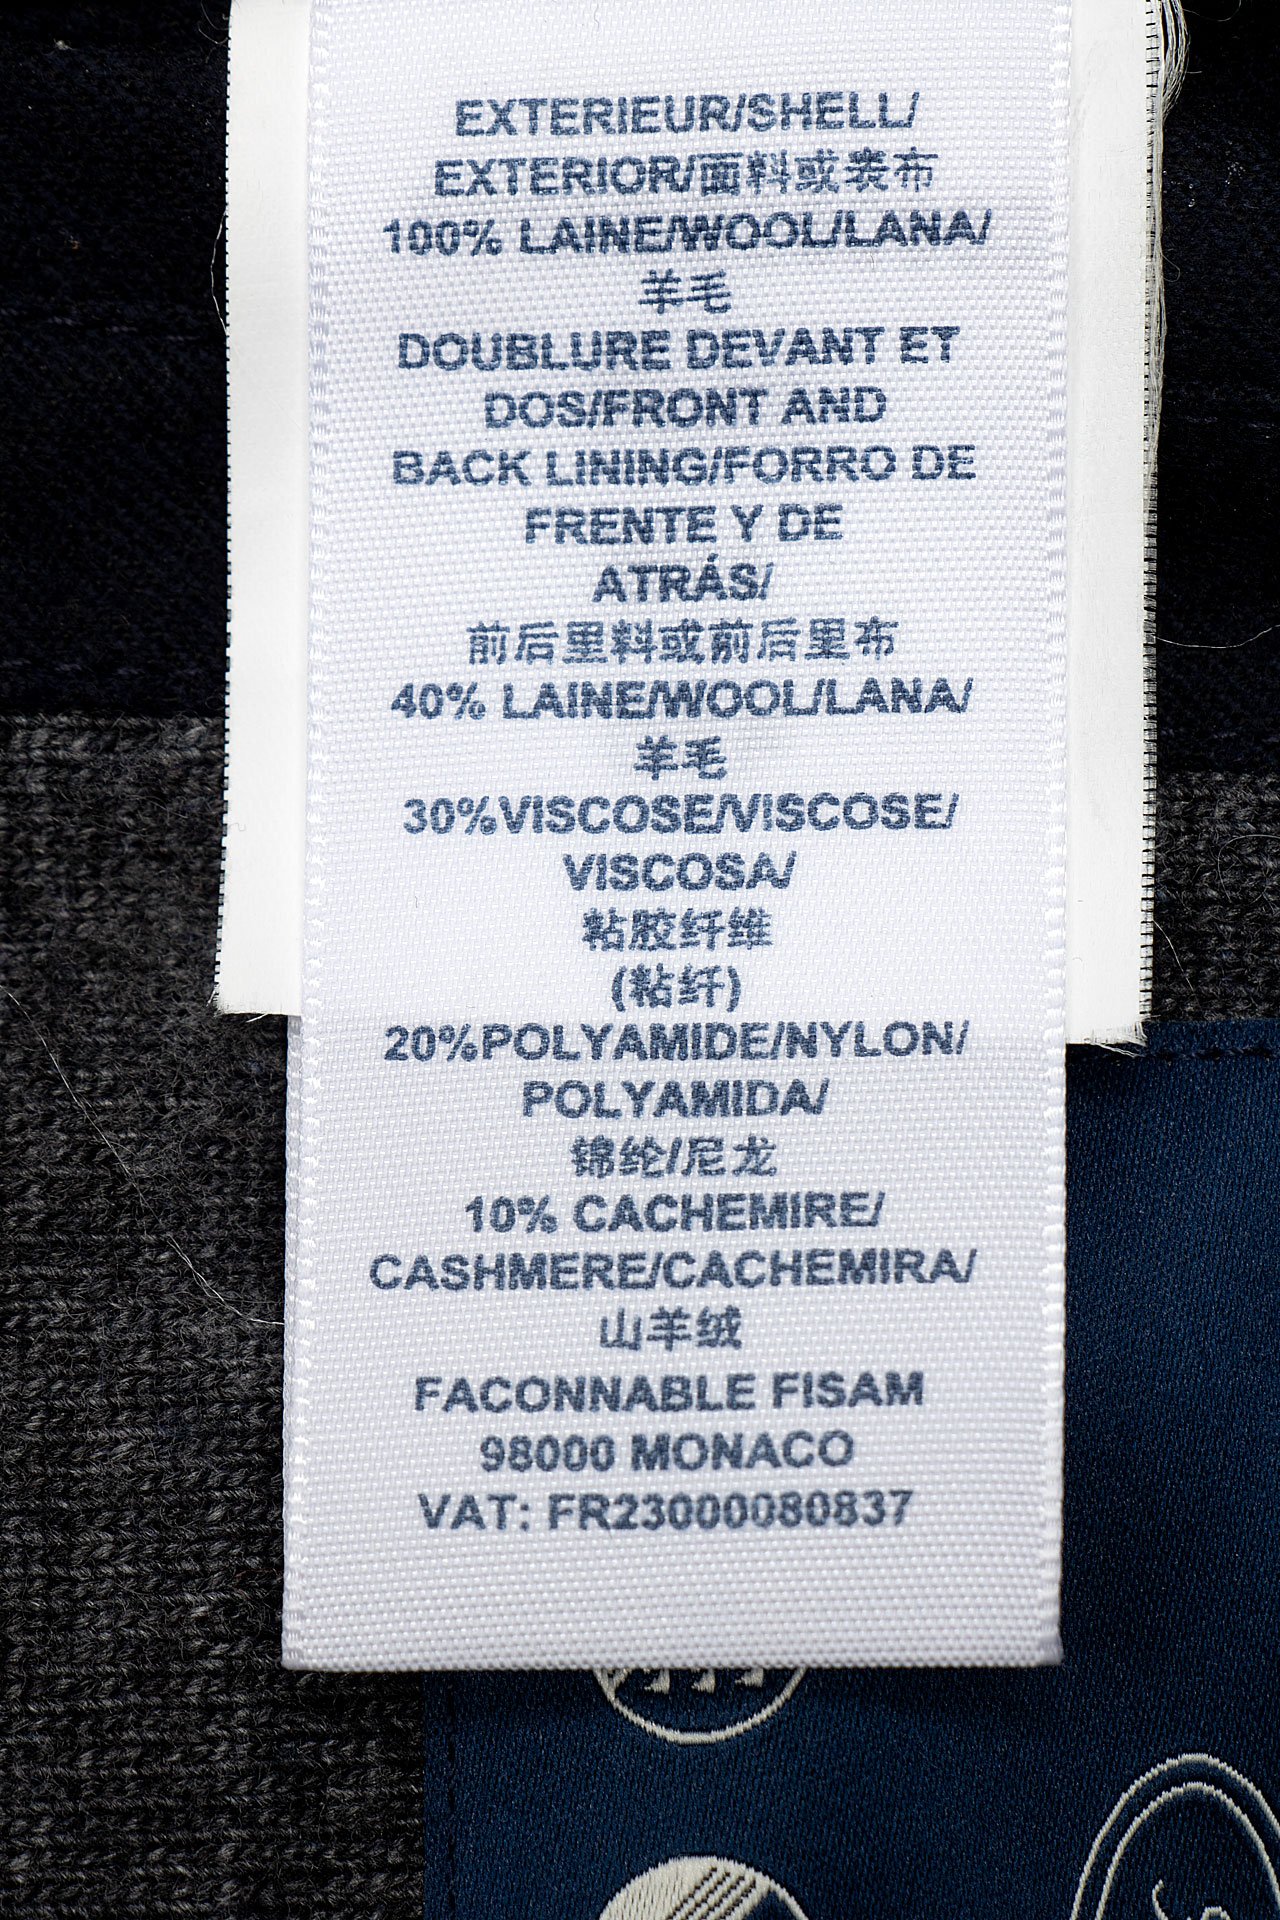 EXTERIEUR/SHELL/
EXTERIOR/面料或表布
100% LAINE/WOOL/LANA/
羊毛
DOUBLURE DEVANT ET
DOS/FRONT AND
BACK LINING/FORRO DE
FRENTE Y DE
ATRÁS/
前后里料或前后里布
40% LAINE/WOOL/LANA/
羊毛
30%VISCOSE/VISCOSE/
VISCOSA/
粘胶纤维
(粘纤)
20%POLYAMIDE/NYLON/
POLYAMIDA/
锦纶/尼龙
10% CACHEMIRE/
CASHMERE/CACHEMIRA/
山羊绒
FACONNABLE FISAM
98000 MONACO
VAT: FR23000080837